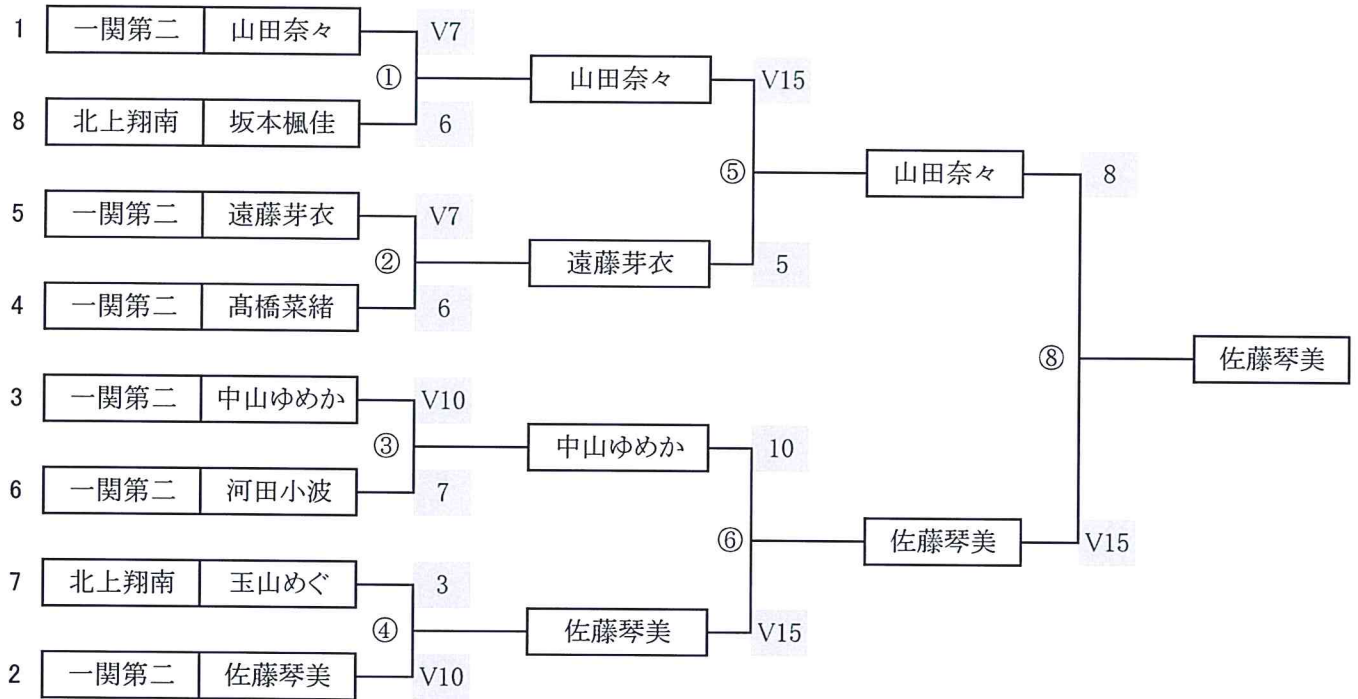 1 一関第二 山田奈々 V7
① 山田奈々 V15
8 北上翔南 坂本楓佳 6
⑤ 山田奈々 8
5 一関第二 遠藤芽衣 V7
② 遠藤芽衣 5
4 一関第二 髙橋菜緒 6
⑧ 佐藤琴美
3 一関第二 中山ゆめか V10
③ 中山ゆめか 10
6 一関第二 河田小波 7
⑥ 佐藤琴美 V15
7 北上翔南 玉山めぐ 3
④ 佐藤琴美 V15
2 一関第二 佐藤琴美 V10